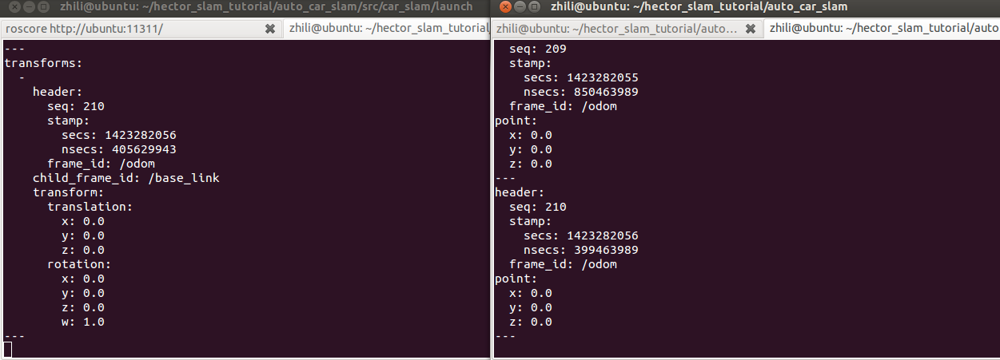 zhili@ubuntu: ~/hector_slam_tutorial/auto_car_slam/src/car_slam/launch
roscore http://ubuntu:11311/
zhili@ubuntu: ~/hector_slam_tutorial
---
transforms:
  -
    header:
      seq: 210
      stamp:
        secs: 1423282056
        nsecs: 405629943
      frame_id: /odom
    child_frame_id: /base_link
    transform:
      translation:
        x: 0.0
        y: 0.0
        z: 0.0
      rotation:
        x: 0.0
        y: 0.0
        z: 0.0
        w: 1.0
---
zhili@ubuntu: ~/hector_slam_tutorial/auto_car_slam
zhili@ubuntu: ~/hector_slam_tutorial/auto...
zhili@ubuntu: ~/hector_slam_tutorial/auto
  seq: 209
  stamp:
    secs: 1423282055
    nsecs: 850463989
  frame_id: /odom
point:
  x: 0.0
  y: 0.0
  z: 0.0
---
header:
  seq: 210
  stamp:
    secs: 1423282056
    nsecs: 399463989
  frame_id: /odom
point:
  x: 0.0
  y: 0.0
  z: 0.0
---